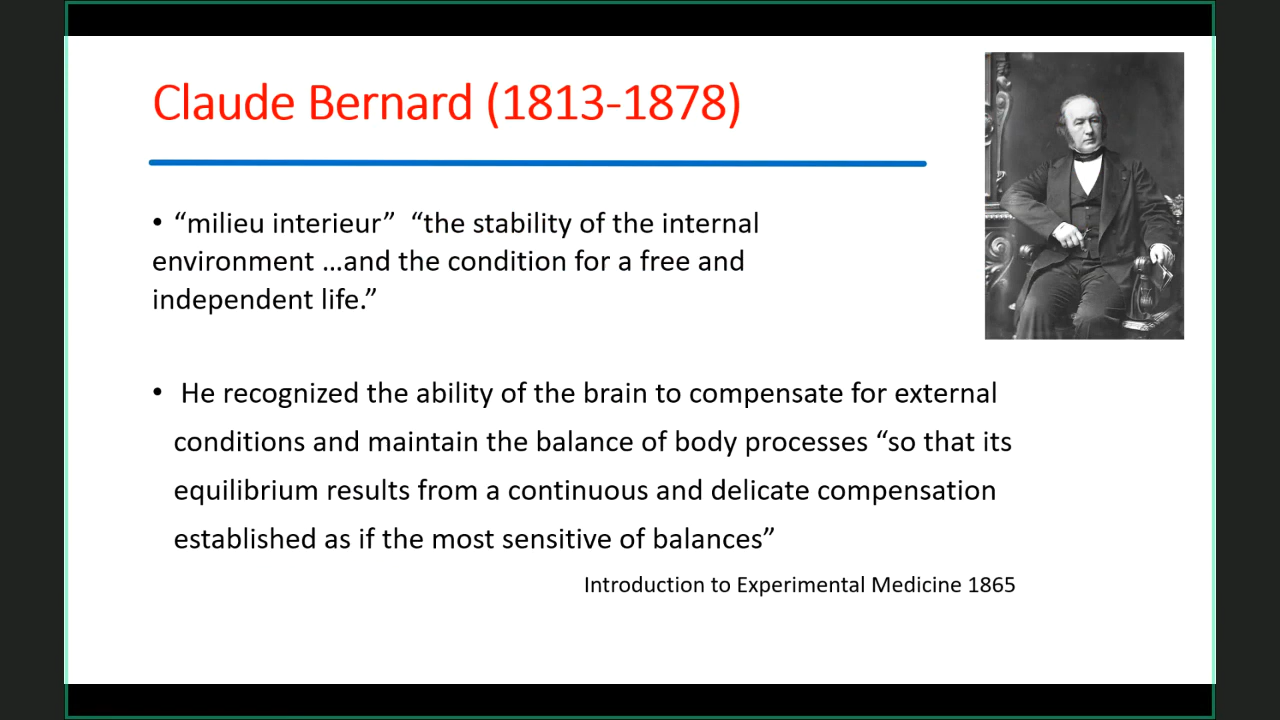 Claude Bernard (1813-1878)
• “milieu interieur”  “the stability of the internal
environment …and the condition for a free and
independent life.”
• He recognized the ability of the brain to compensate for external
conditions and maintain the balance of body processes “so that its
equilibrium results from a continuous and delicate compensation
established as if the most sensitive of balances”
Introduction to Experimental Medicine 1865